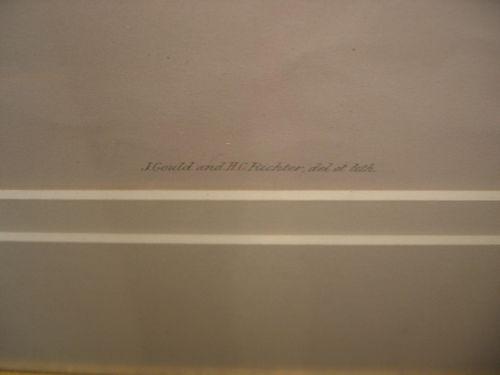 J. Gould and H.C. Richter, del et lith.